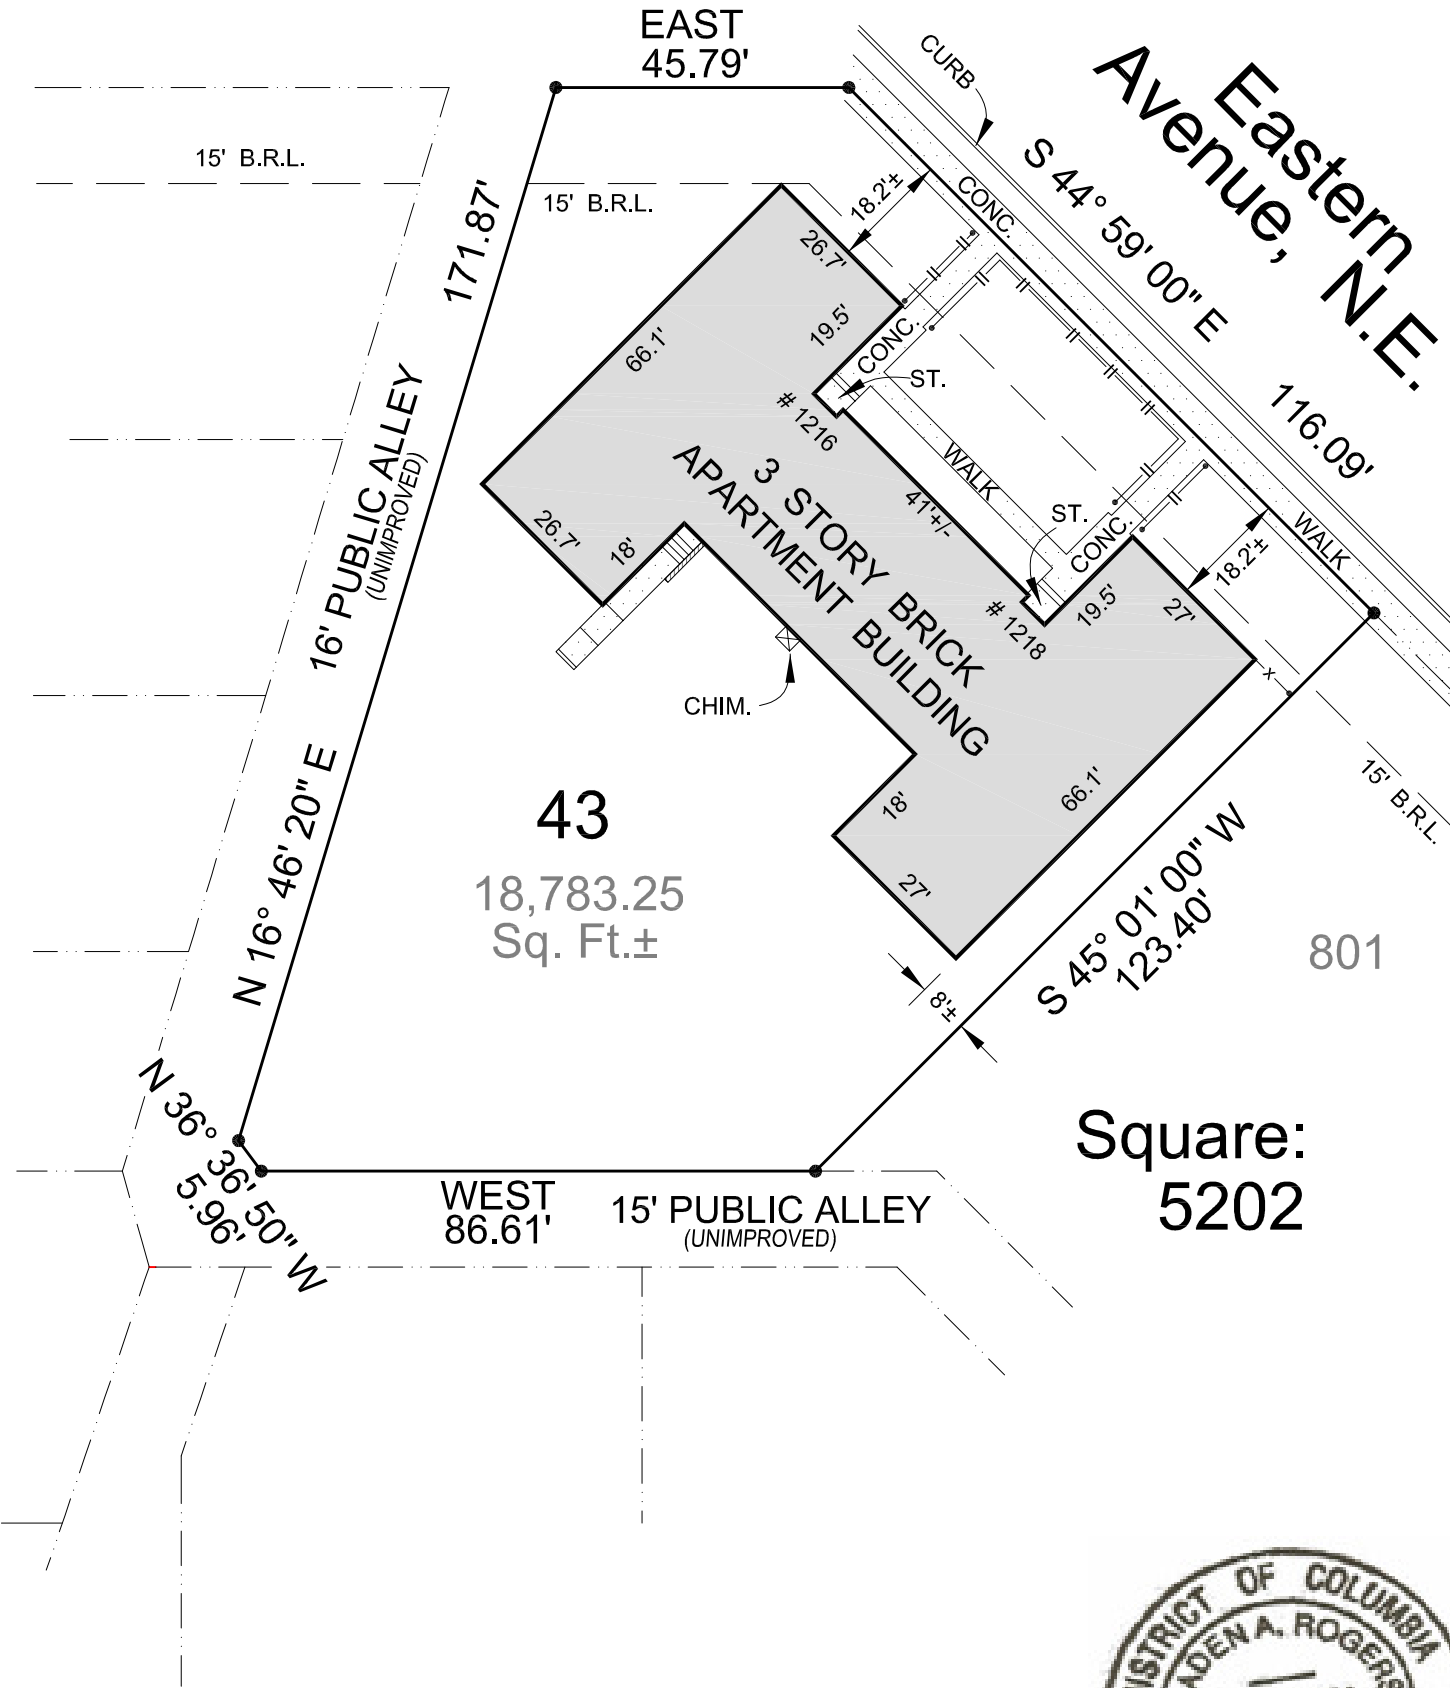 EAST
45.79'
CURB
Eastern
Avenue, N.E.
15' B.R.L.
15' B.R.L.
171.87'
18.2'±
CONC.
S 44° 59' 00" E
116.09'
26.7'
19.5'
CONC.
66.1'
ST.
# 1216
WALK
41'+/-
3 STORY BRICK
APARTMENT BUILDING
16' PUBLIC ALLEY
(UNIMPROVED)
26.7'
18'
ST.
CONC.
WALK
18.2'±
# 1218
19.5'
27'
CHIM.
N 16° 46' 20" E
43
18,783.25
Sq. Ft.±
18'
66.1'
27'
15' B.R.L.
S 45° 01' 00" W
123.40'
801
8'±
N 36° 36' 50" W
5.96'
WEST
86.61'
15' PUBLIC ALLEY
(UNIMPROVED)
Square:
5202
OF COLUMBIA
ADEN A. ROGERS